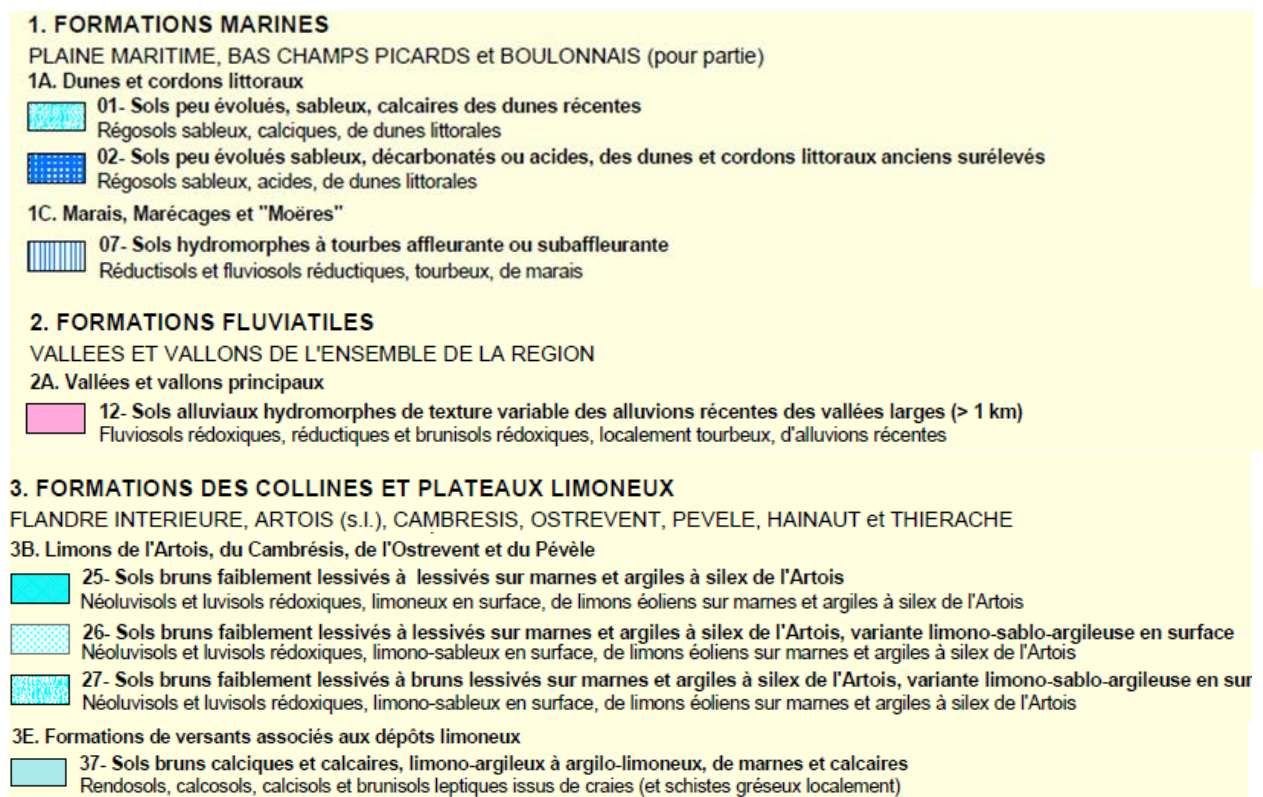 1. FORMATIONS MARINES
PLAINE MARITIME, BAS CHAMPS PICARDS et BOULONNAIS (pour partie)
1A. Dunes et cordons littoraux
01- Sols peu évolués, sableux, calcaires des dunes récentes
Régosols sableux, calciques, de dunes littorales
02- Sols peu évolués sableux, décarbonatés ou acides, des dunes et cordons littoraux anciens surélevés
Régosols sableux, acides, de dunes littorales
1C. Marais, Marécages et "Moëres"
07- Sols hydromorphes à tourbes affleurante ou subaffleurante
Réductisols et fluviosols réductiques, tourbeux, de marais
2. FORMATIONS FLUVIATILES
VALLEES ET VALLONS DE L'ENSEMBLE DE LA REGION
2A. Vallées et vallons principaux
12- Sols alluviaux hydromorphes de texture variable des alluvions récentes des vallées larges (> 1 km)
Fluviosols rédoxiques, réductiques et brunisols rédoxiques, localement tourbeux, d'alluvions récentes
3. FORMATIONS DES COLLINES ET PLATEAUX LIMONEUX
FLANDRE INTERIEURE, ARTOIS (s.l.), CAMBRESIS, OSTREVENT, PEVELE, HAINAUT et THIERACHE
3B. Limons de l'Artois, du Cambrésis, de l'Ostrevent et du Pévèle
25- Sols bruns faiblement lessivés à lessivés sur marnes et argiles à silex de l'Artois
Néoluvisols et luvisols rédoxiques, limoneux en surface, de limons éoliens sur marnes et argiles à silex de l'Artois
26- Sols bruns faiblement lessivés à lessivés sur marnes et argiles à silex de l'Artois, variante limono-sablo-argileuse en surface
Néoluvisols et luvisols rédoxiques, limono-sableux en surface, de limons éoliens sur marnes et argiles à silex de l'Artois
27- Sols bruns faiblement lessivés à bruns lessivés sur marnes et argiles à silex de l'Artois, variante limono-sablo-argileuse en sur
Néoluvisols et luvisols rédoxiques, limono-sableux en surface, de limons éoliens sur marnes et argiles à silex de l'Artois
3E. Formations de versants associés aux dépôts limoneux
37- Sols bruns calciques et calcaires, limono-argileux à argilo-limoneux, de marnes et calcaires
Rendosols, calcosols, calcisols et brunisols leptiques issus de craies (et schistes gréseux localement)